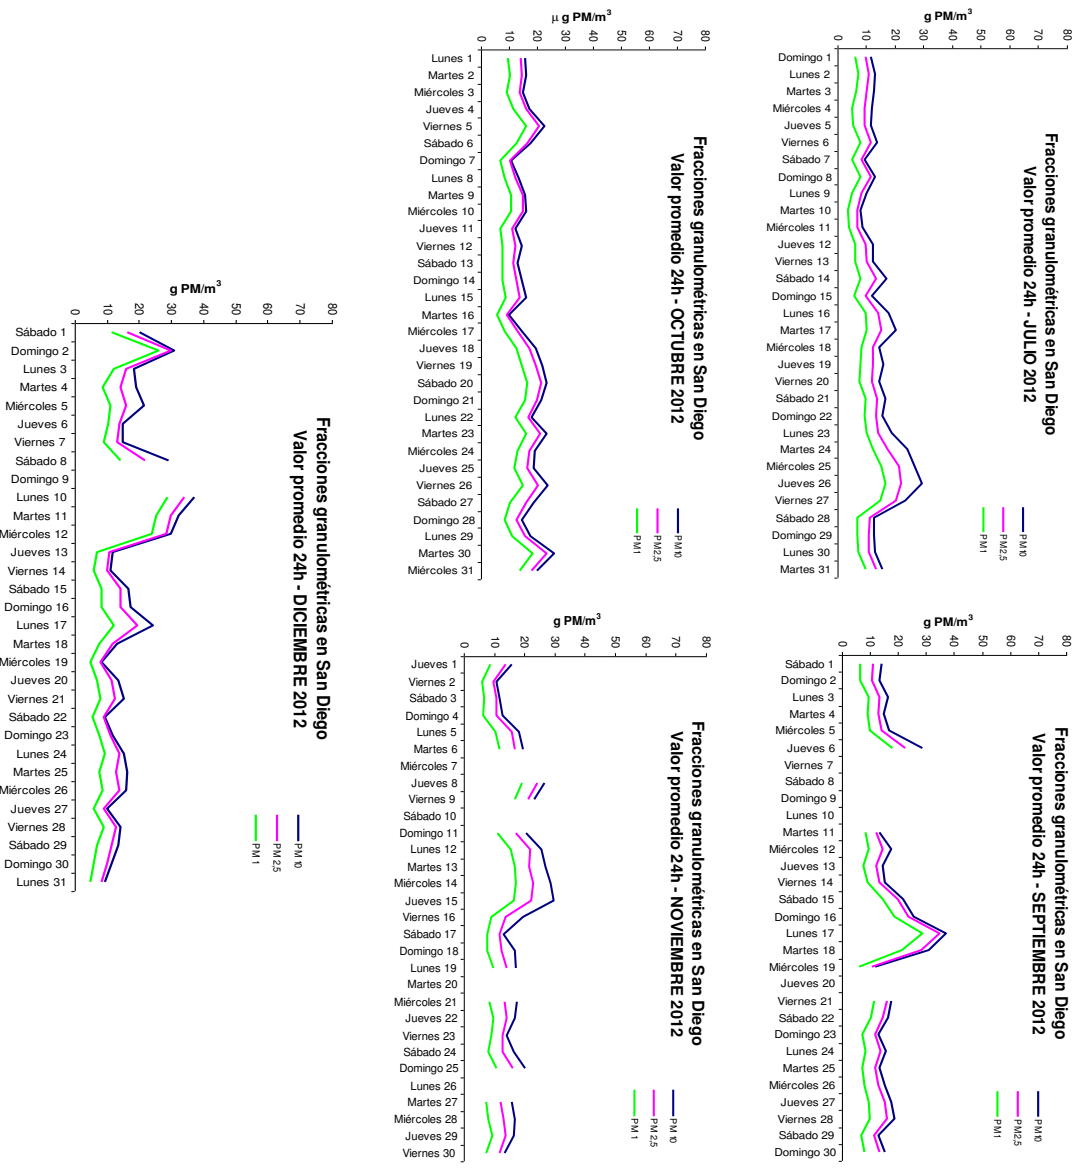 Fracciones granulométricas en San Diego
Valor promedio 24h - JULIO 2012
g PM/m³
80
70
60
50
40
30
20
10
0
PM10
PM2,5
PM1
Domingo 1
Lunes 2
Martes 3
Miércoles 4
Jueves 5
Viernes 6
Sábado 7
Domingo 8
Lunes 9
Martes 10
Miércoles 11
Jueves 12
Viernes 13
Sábado 14
Domingo 15
Lunes 16
Martes 17
Miércoles 18
Jueves 19
Viernes 20
Sábado 21
Domingo 22
Lunes 23
Martes 24
Miércoles 25
Jueves 26
Viernes 27
Sábado 28
Domingo 29
Lunes 30
Martes 31
Fracciones granulométricas en San Diego
Valor promedio 24h - SEPTIEMBRE 2012
g PM/m³
80
70
60
50
40
30
20
10
0
PM10
PM2,5
PM1
Sábado 1
Domingo 2
Lunes 3
Martes 4
Miércoles 5
Jueves 6
Viernes 7
Sábado 8
Domingo 9
Lunes 10
Martes 11
Miércoles 12
Jueves 13
Viernes 14
Sábado 15
Domingo 16
Lunes 17
Martes 18
Miércoles 19
Jueves 20
Viernes 21
Sábado 22
Domingo 23
Lunes 24
Martes 25
Miércoles 26
Jueves 27
Viernes 28
Sábado 29
Domingo 30
Fracciones granulométricas en San Diego
Valor promedio 24h - OCTUBRE 2012
µ g PM/m³
80
70
60
50
40
30
20
10
0
PM10
PM2,5
PM1
Lunes 1
Martes 2
Miércoles 3
Jueves 4
Viernes 5
Sábado 6
Domingo 7
Lunes 8
Martes 9
Miércoles 10
Jueves 11
Viernes 12
Sábado 13
Domingo 14
Lunes 15
Martes 16
Miércoles 17
Jueves 18
Viernes 19
Sábado 20
Domingo 21
Lunes 22
Martes 23
Miércoles 24
Jueves 25
Viernes 26
Sábado 27
Domingo 28
Lunes 29
Martes 30
Miércoles 31
Fracciones granulométricas en San Diego
Valor promedio 24h - NOVIEMBRE 2012
g PM/m³
80
70
60
50
40
30
20
10
0
PM10
PM2,5
PM1
Jueves 1
Viernes 2
Sábado 3
Domingo 4
Lunes 5
Martes 6
Miércoles 7
Jueves 8
Viernes 9
Sábado 10
Domingo 11
Lunes 12
Martes 13
Miércoles 14
Jueves 15
Viernes 16
Sábado 17
Domingo 18
Lunes 19
Martes 20
Miércoles 21
Jueves 22
Viernes 23
Sábado 24
Domingo 25
Lunes 26
Martes 27
Miércoles 28
Jueves 29
Viernes 30
Fracciones granulométricas en San Diego
Valor promedio 24h - DICIEMBRE 2012
g PM/m³
80
70
60
50
40
30
20
10
0
PM10
PM2,5
PM1
Sábado 1
Domingo 2
Lunes 3
Martes 4
Miércoles 5
Jueves 6
Viernes 7
Sábado 8
Domingo 9
Lunes 10
Martes 11
Miércoles 12
Jueves 13
Viernes 14
Sábado 15
Domingo 16
Lunes 17
Martes 18
Miércoles 19
Jueves 20
Viernes 21
Sábado 22
Domingo 23
Lunes 24
Martes 25
Miércoles 26
Jueves 27
Viernes 28
Sábado 29
Domingo 30
Lunes 31